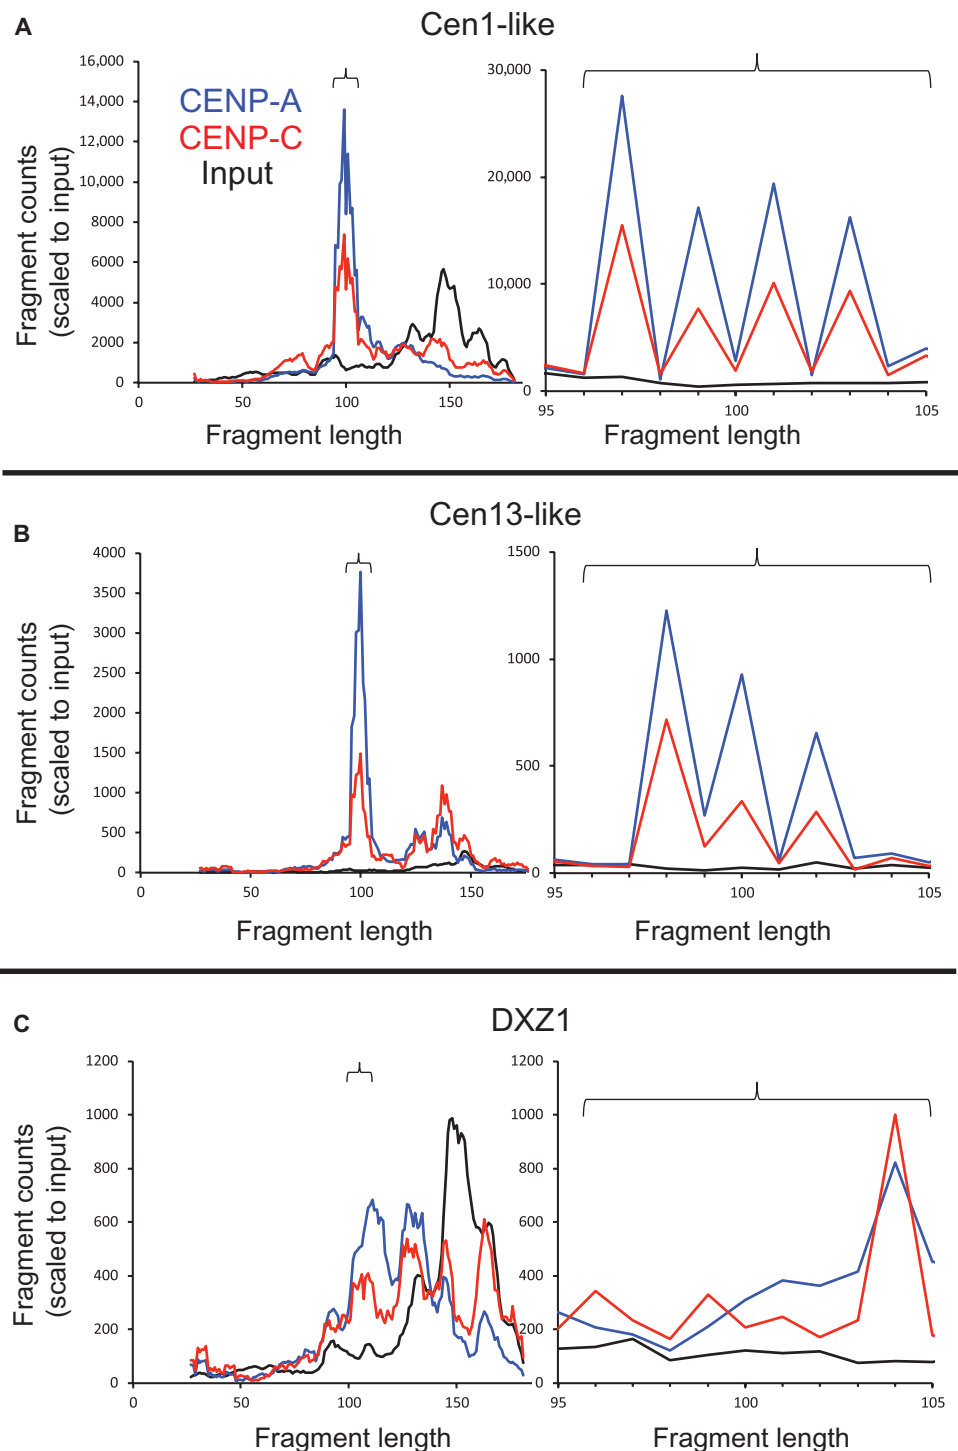 A
Cen1-like
16,000
14,000
12,000
10,000
8000
6000
4000
2000
0
0
50
100
150
CENP-A
CENP-C
Input
Fragment counts
(scaled to input)
Fragment length
30,000
20,000
10,000
0
95
100
105
Fragment length
B
Cen13-like
4000
3500
3000
2500
2000
1500
1000
500
0
0
50
100
150
Fragment counts
(scaled to input)
Fragment length
1500
1000
500
0
95
100
105
Fragment length
C
DXZ1
1200
1000
800
600
400
200
0
0
50
100
150
Fragment counts
(scaled to input)
Fragment length
1200
1000
800
600
400
200
0
95
100
105
Fragment length